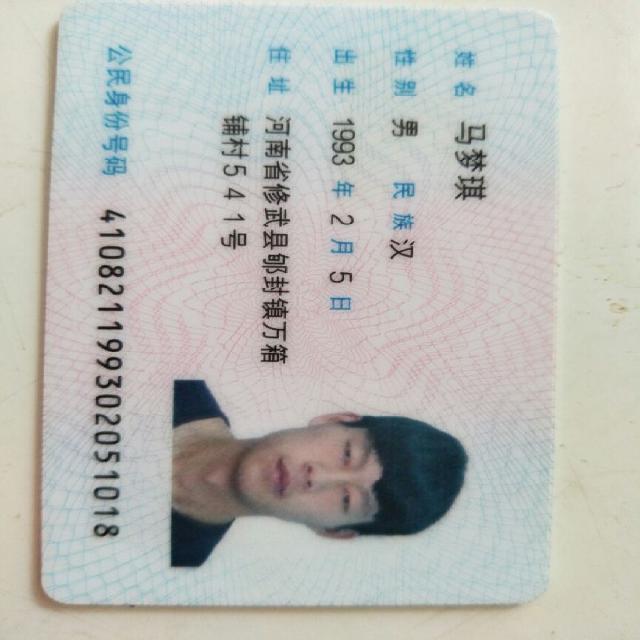 姓名 马梦琪
性别 男 民族 汉
出生 1993 年 2 月 5 日
住址 河南省修武县郇封镇万箱
铺村541号
公民身份号码 410821199302051018